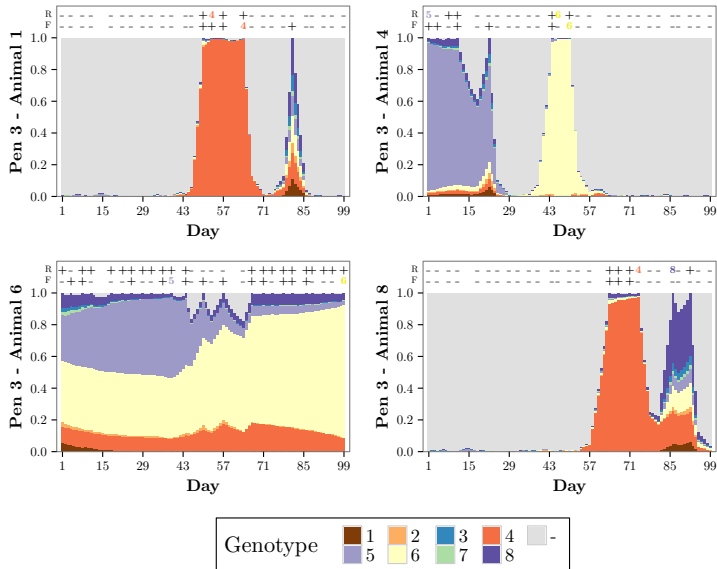 R
F
4
4
Pen 3 - Animal 1
1.0
0.8
0.6
0.4
0.2
0.0
1 15 29 43 57 71 85 99
Day
R
F
5
6
6
Pen 3 - Animal 4
1.0
0.8
0.6
0.4
0.2
0.0
1 15 29 43 57 71 85 99
Day
R
F
5
6
Pen 3 - Animal 6
1.0
0.8
0.6
0.4
0.2
0.0
1 15 29 43 57 71 85 99
Day
R
F
4
8
Pen 3 - Animal 8
1.0
0.8
0.6
0.4
0.2
0.0
1 15 29 43 57 71 85 99
Day
Genotype
1 2 3 4 -
5 6 7 8